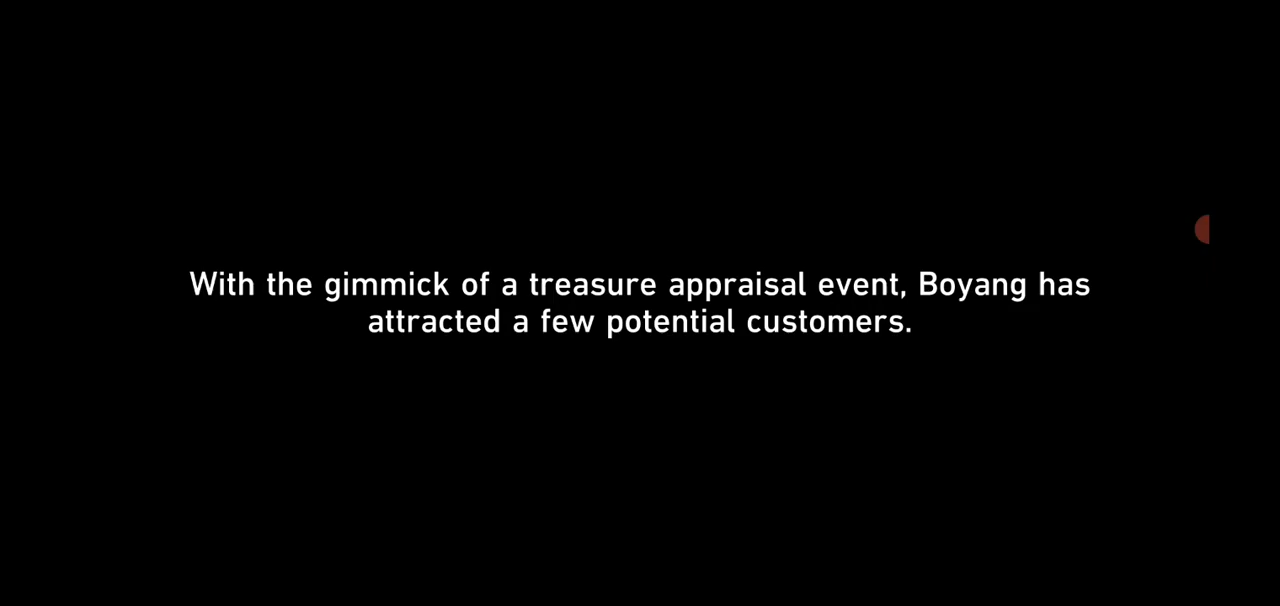 With the gimmick of a treasure appraisal event, Boyang has
attracted a few potential customers.